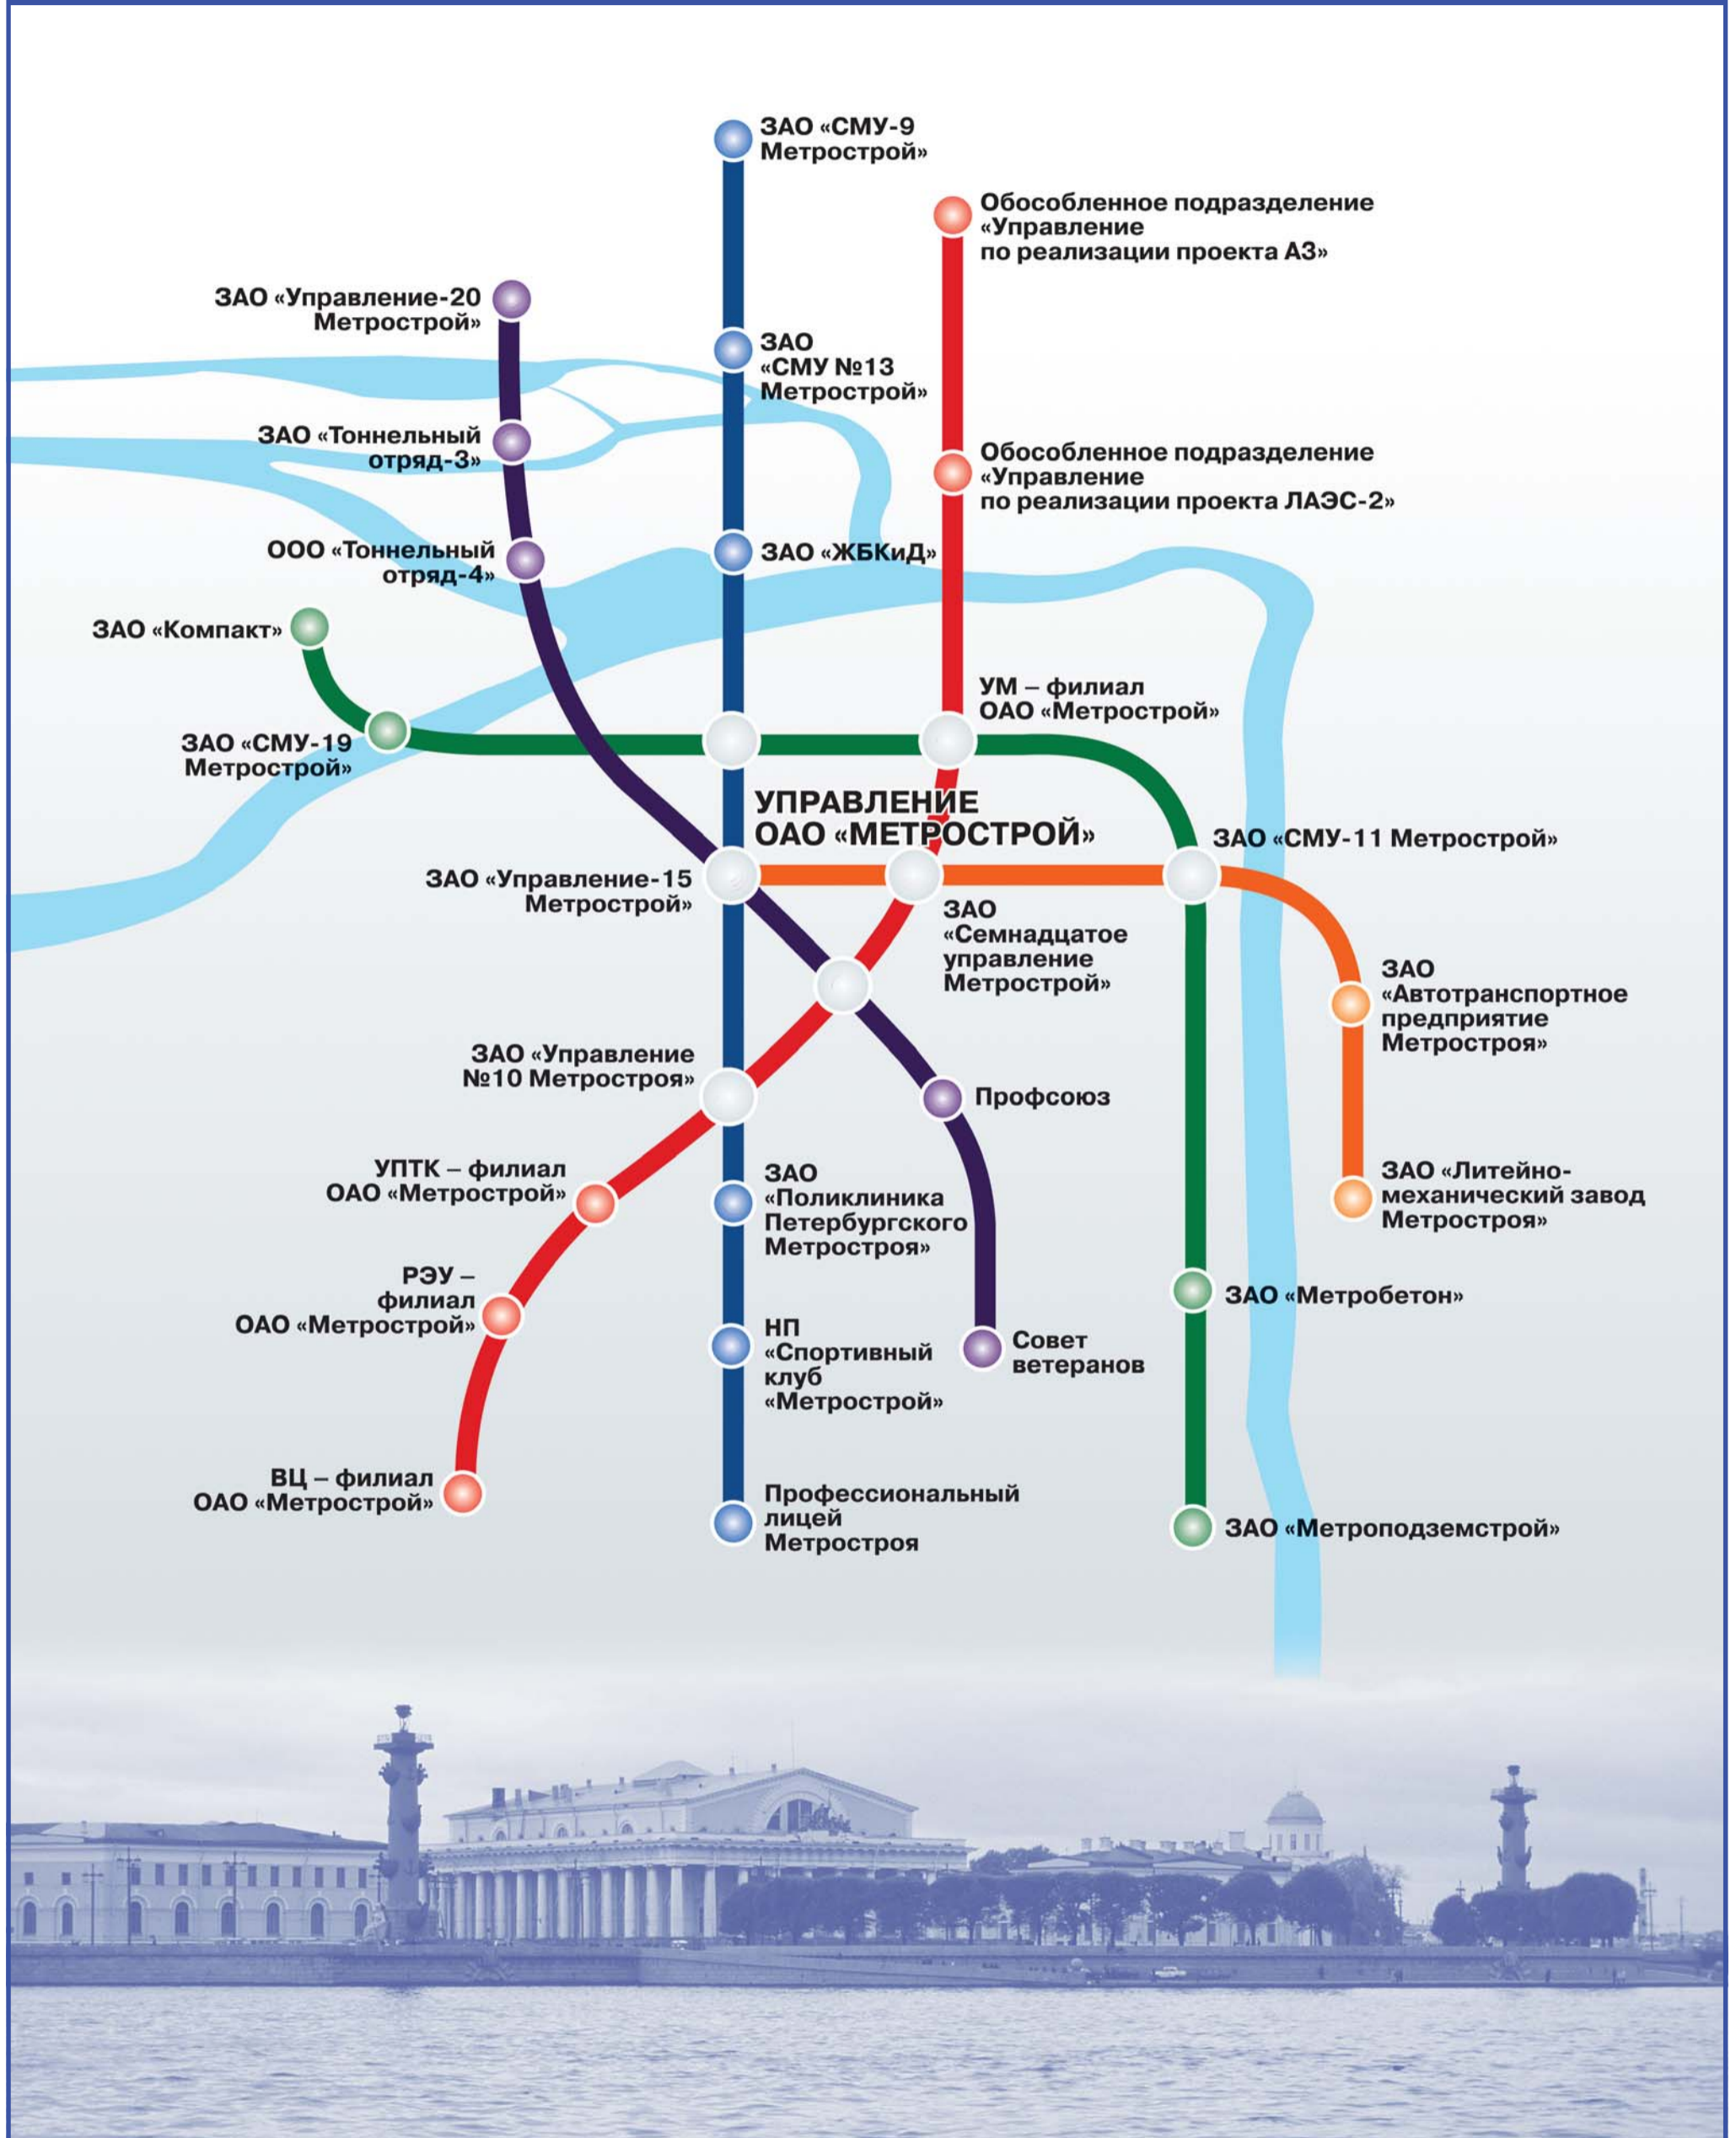 ЗАО «СМУ-9
Метрострой»
Обособленное подразделение
«Управление
по реализации проекта А3»
ЗАО «Управление-20
Метрострой»
ЗАО
«СМУ №13
Метрострой»
ЗАО «Тоннельный
отряд-3»
Обособленное подразделение
«Управление
по реализации проекта ЛАЭС-2»
ООО «Тоннельный
отряд-4»
ЗАО «ЖБКиД»
ЗАО «Компакт»
УМ – филиал
ОАО «Метрострой»
ЗАО «СМУ-19
Метрострой»
УПРАВЛЕНИЕ
ОАО «МЕТРОСТРОЙ»
ЗАО «СМУ-11 Метрострой»
ЗАО «Управление-15
Метрострой»
ЗАО
«Семнадцатое
управление
Метрострой»
ЗАО
«Автотранспортное
предприятие
Метростроя»
ЗАО «Управление
№10 Метростроя»
Профсоюз
УПТК – филиал
ОАО «Метрострой»
ЗАО
«Поликлиника
Петербургского
Метростроя»
ЗАО «Литейно-
механический завод
Метростроя»
РЭУ –
филиал
ОАО «Метрострой»
ЗАО «Метробетон»
НП
«Спортивный
клуб
«Метрострой»
Совет
ветеранов
ВЦ – филиал
ОАО «Метрострой»
Профессиональный
лицей
Метростроя
ЗАО «Метроподземстрой»